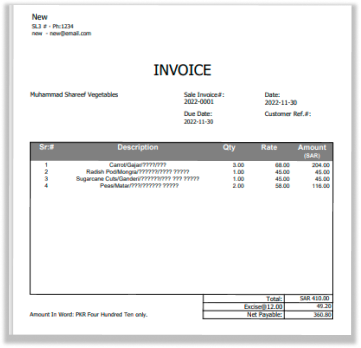 New
SL3 # - Ph:1234
new - new@email.com
INVOICE
Muhammad Shareef Vegetables
Sale Invoice#: Date:
2022-0001 2022-11-30
Due Date: Customer Ref.#:
2022-11-30
Sr:# Description Qty Rate Amount
(SAR)
1 Carrot/Gajar/????/??? 3.00 68.00 204.00
2 Radish Pod/Mongra/??????/???? ????? 1.00 45.00 45.00
3 Sugarcane Cuts/Ganderi/???????/??? ??? ????? 1.00 45.00 45.00
4 Peas/Matar/???/?????? ????? 2.00 58.00 116.00
Total: SAR 410.00
Excise@12.00 49.20
Amount In Word: PKR Four Hundred Ten only. Net Payable: 360.80